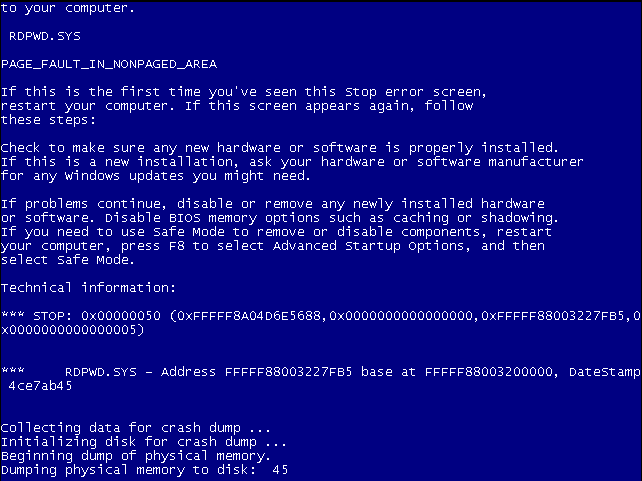 to your computer.
RDPWD.SYS
PAGE_FAULT_IN_NONPAGED_AREA
If this is the first time you've seen this Stop error screen,
restart your computer. If this screen appears again, follow
these steps:
Check to make sure any new hardware or software is properly installed.
If this is a new installation, ask your hardware or software manufacturer
for any Windows updates you might need.
If problems continue, disable or remove any newly installed hardware
or software. Disable BIOS memory options such as caching or shadowing.
If you need to use Safe Mode to remove or disable components, restart
your computer, press F8 to select Advanced Startup Options, and then
select Safe Mode.
Technical information:
*** STOP: 0x00000050 (0xFFFFF8A04D6E5688,0x0000000000000000,0xFFFFF88003227FB5,0
x0000000000000005)
*** RDPWD.SYS - Address FFFFF88003227FB5 base at FFFFF88003200000, DateStamp
4ce7ab45
Collecting data for crash dump ...
Initializing disk for crash dump ...
Beginning dump of physical memory.
Dumping physical memory to disk: 45